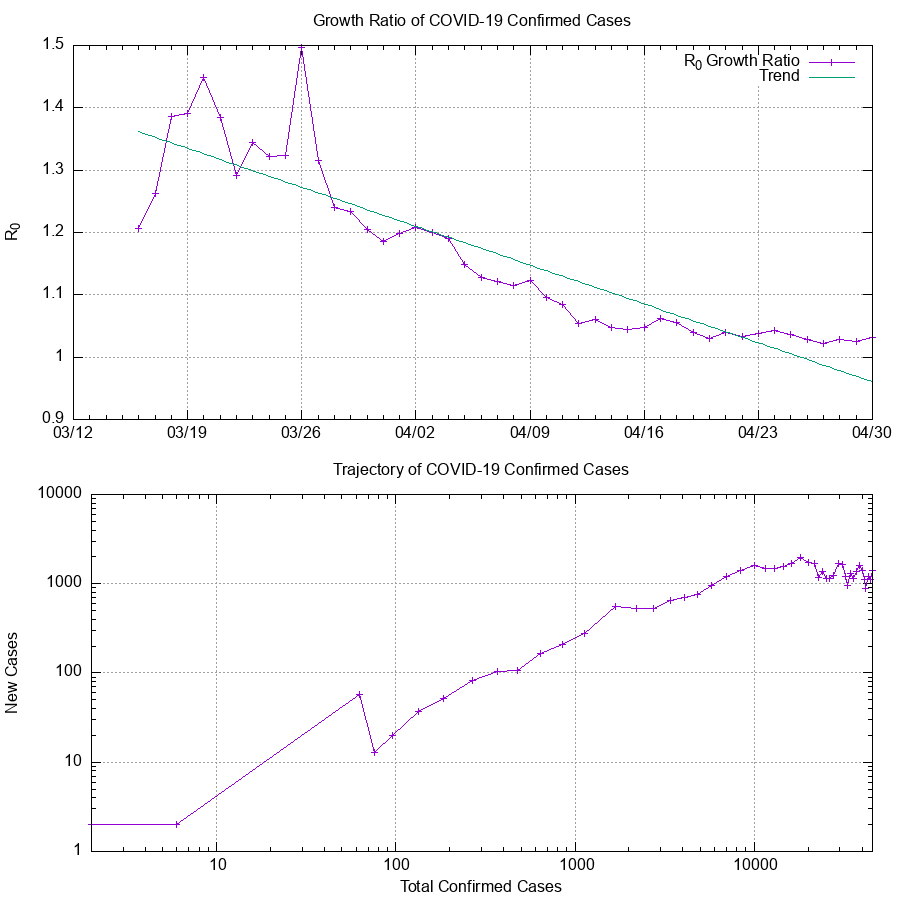 Growth Ratio of COVID-19 Confirmed Cases
R0 Growth Ratio
Trend
1.5
1.4
1.3
1.2
1.1
1
0.9
R0
03/12 03/19 03/26 04/02 04/09 04/16 04/23 04/30
Trajectory of COVID-19 Confirmed Cases
10000
1000
100
10
1
New Cases
10 100 1000 10000
Total Confirmed Cases